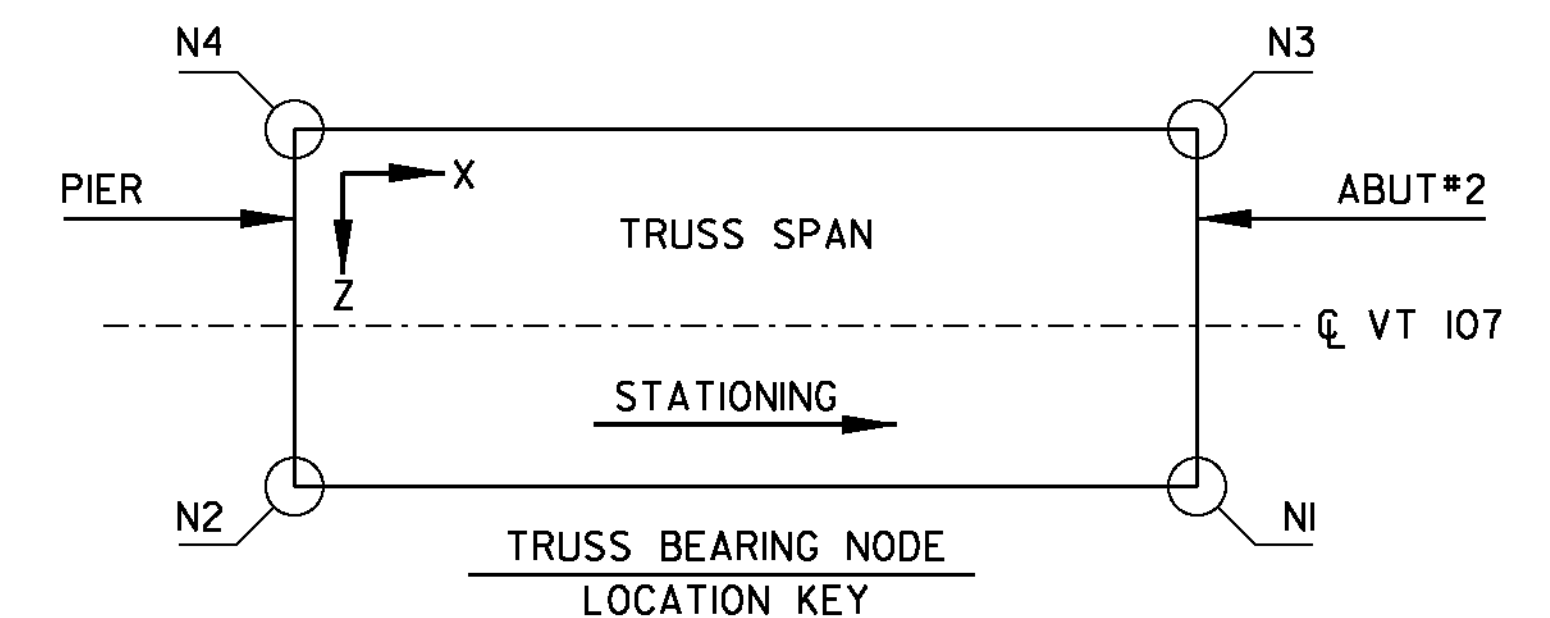 N4
N3
PIER
X
ABUT#2
TRUSS SPAN
Z
℄ VT 107
STATIONING
N2
N1
TRUSS BEARING NODE
LOCATION KEY